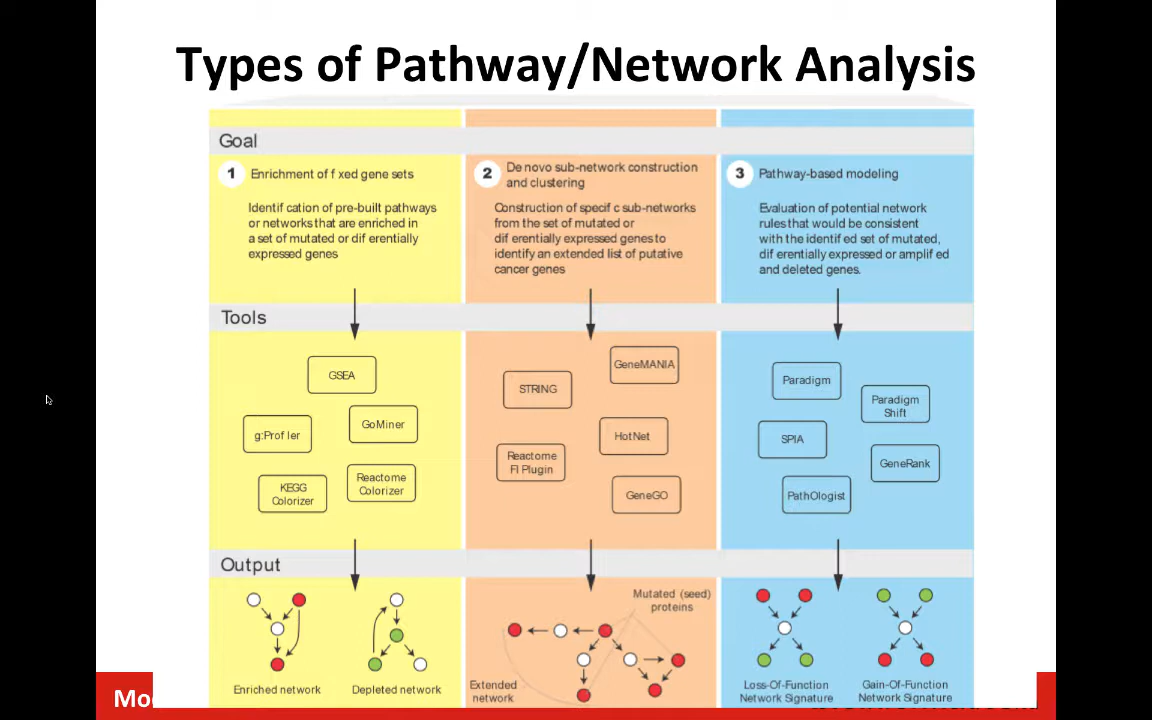 Types of Pathway/Network Analysis
Goal
1
Enrichment of f xed gene sets
Identif cation of pre-built pathways
or networks that are enriched in
a set of mutated or dif erentially
expressed genes
2
De novo sub-network construction
and clustering
Construction of specif c sub-networks
from the set of mutated or
dif erentially expressed genes to
identify an extended list of putative
cancer genes
3
Pathway-based modeling
Evaluation of potential network
rules that would be consistent
with the identif ed set of mutated,
dif erentially expressed or amplif ed
and deleted genes.
Tools
GSEA
g:Prof ler
GoMiner
KEGG
Colorizer
Reactome
Colorizer
GeneMANIA
STRING
HotNet
Reactome
FI Plugin
GeneGO
Paradigm
Paradigm
Shift
SPIA
GeneRank
PathOlogist
Output
Enriched network
Depleted network
Mutated (seed)
proteins
Extended
network
Loss-Of-Function
Network Signature
Gain-Of-Function
Network Signature